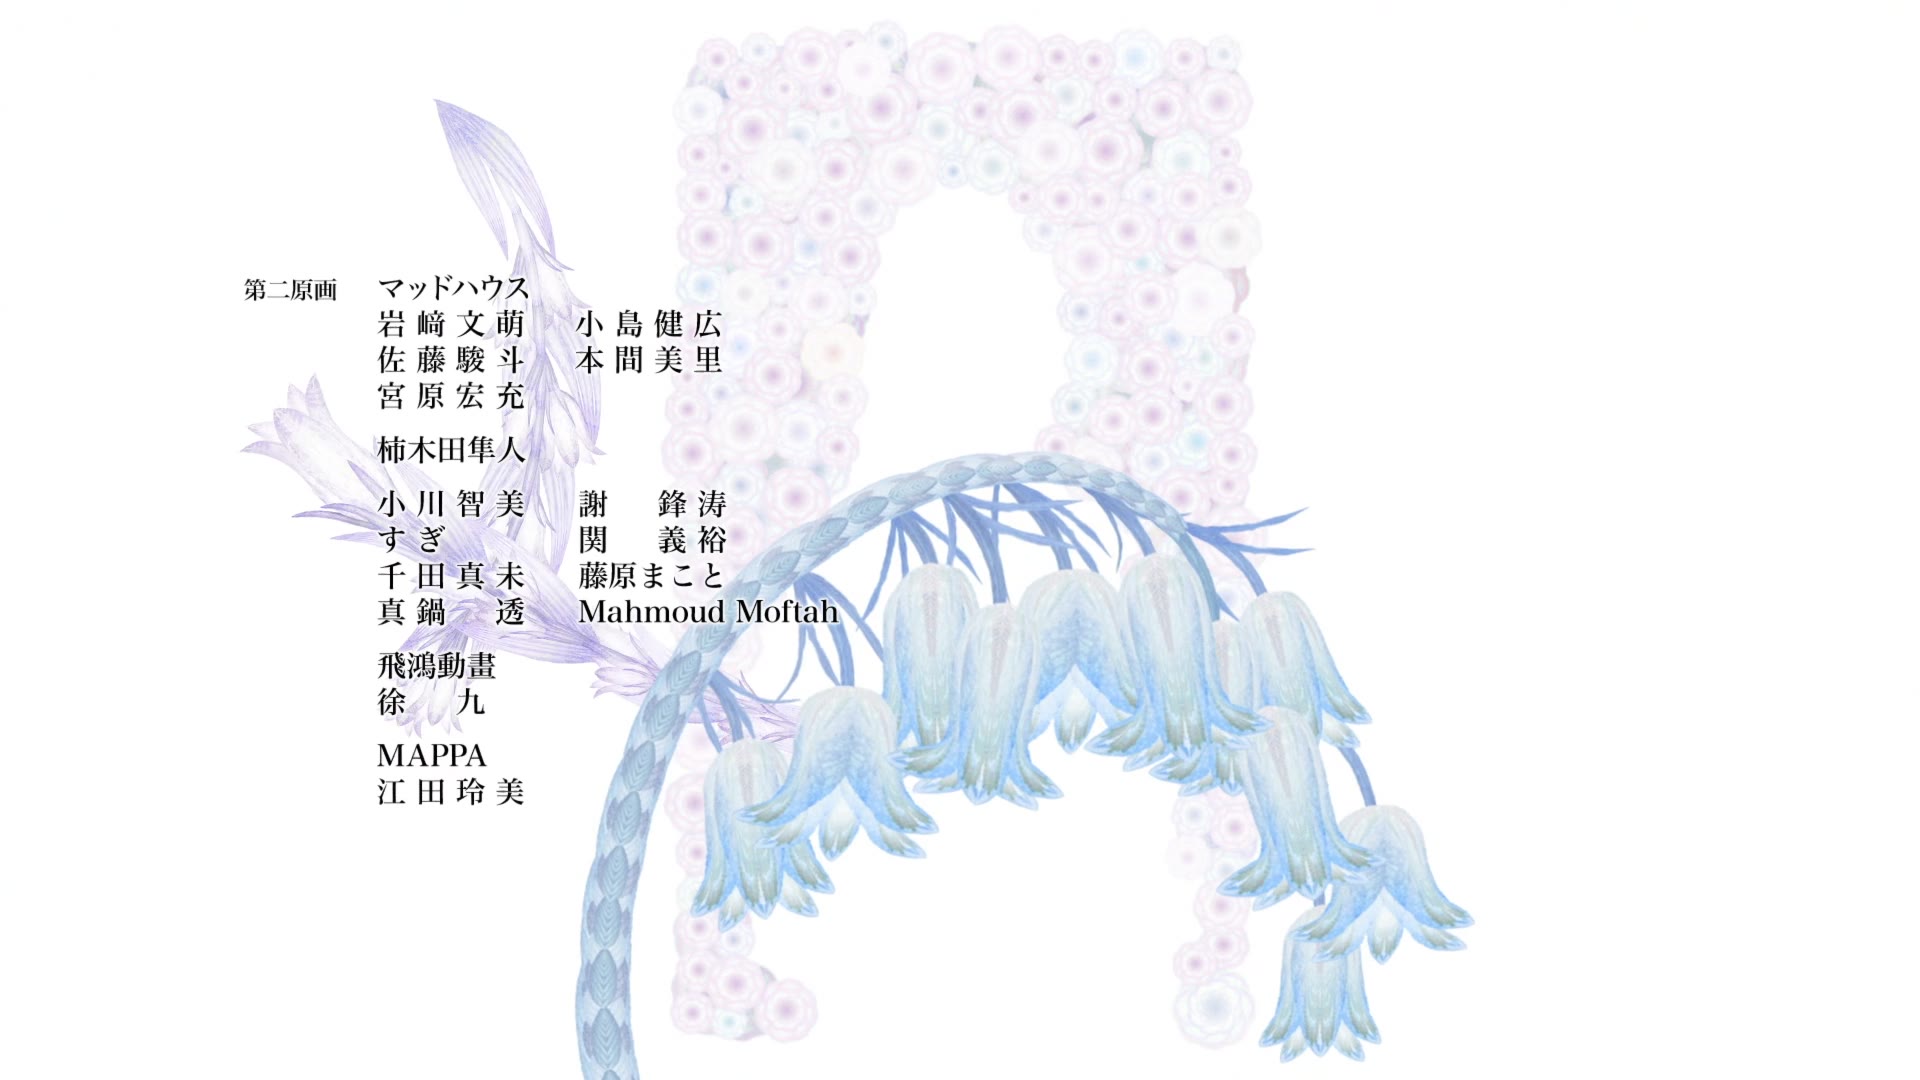 第二原画 マッドハウス
岩﨑文萌 小島健広
佐藤駿斗 本間美里
宮原宏充
柿木田隼人
小川智美 謝 鋒涛
すぎ 関 義裕
千田真未 藤原まこと
真鍋 透 Mahmoud Moftah
飛鴻動畫
徐 九
MAPPA
江田玲美